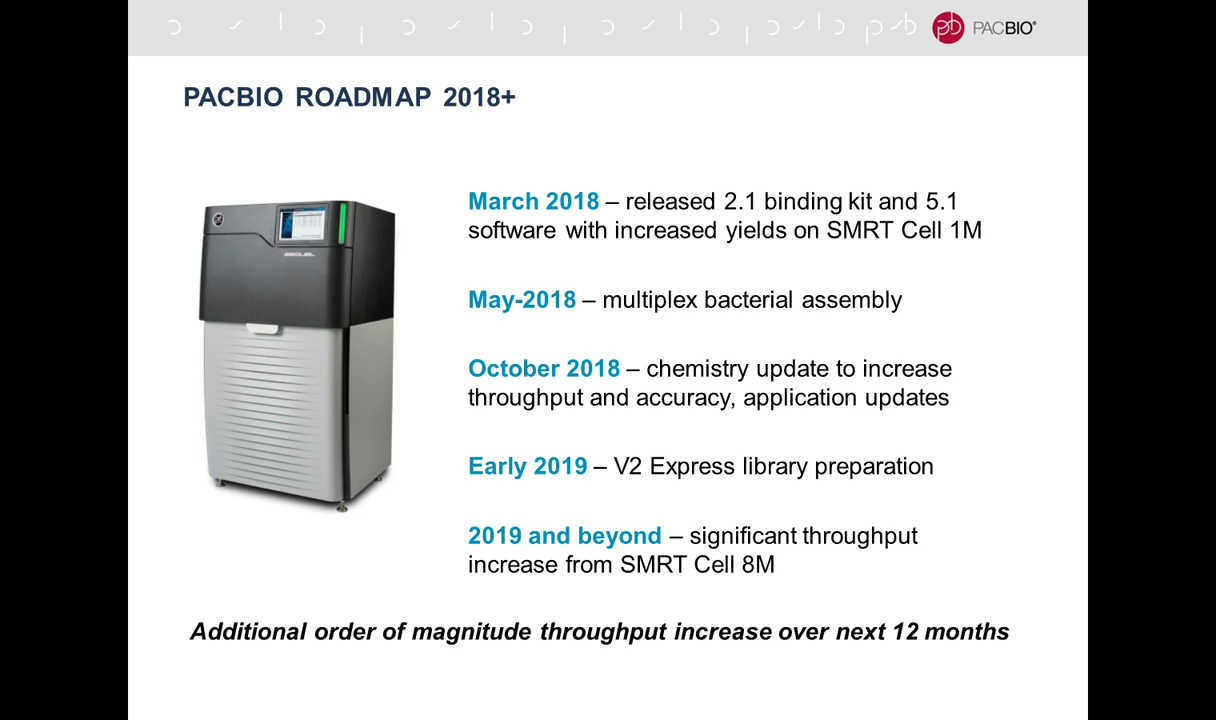 PACBIO®
PACBIO ROADMAP 2018+
March 2018 – released 2.1 binding kit and 5.1
software with increased yields on SMRT Cell 1M
May-2018 – multiplex bacterial assembly
October 2018 – chemistry update to increase
throughput and accuracy, application updates
Early 2019 – V2 Express library preparation
2019 and beyond – significant throughput
increase from SMRT Cell 8M
Additional order of magnitude throughput increase over next 12 months